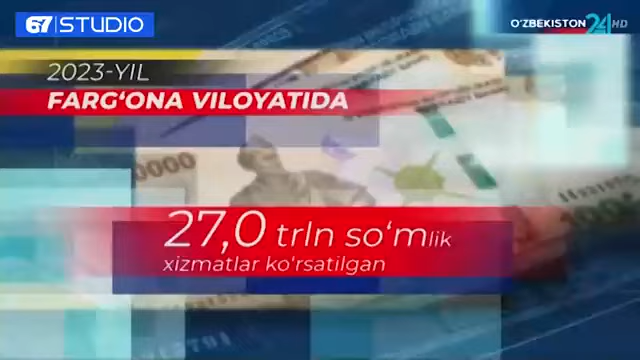 67 STUDIO
O'ZBEKISTON 24 HD
2023-YIL
FARG‘ONA VILOYATIDA
27,0 trln so‘mlik
xizmatlar ko'rsatilgan